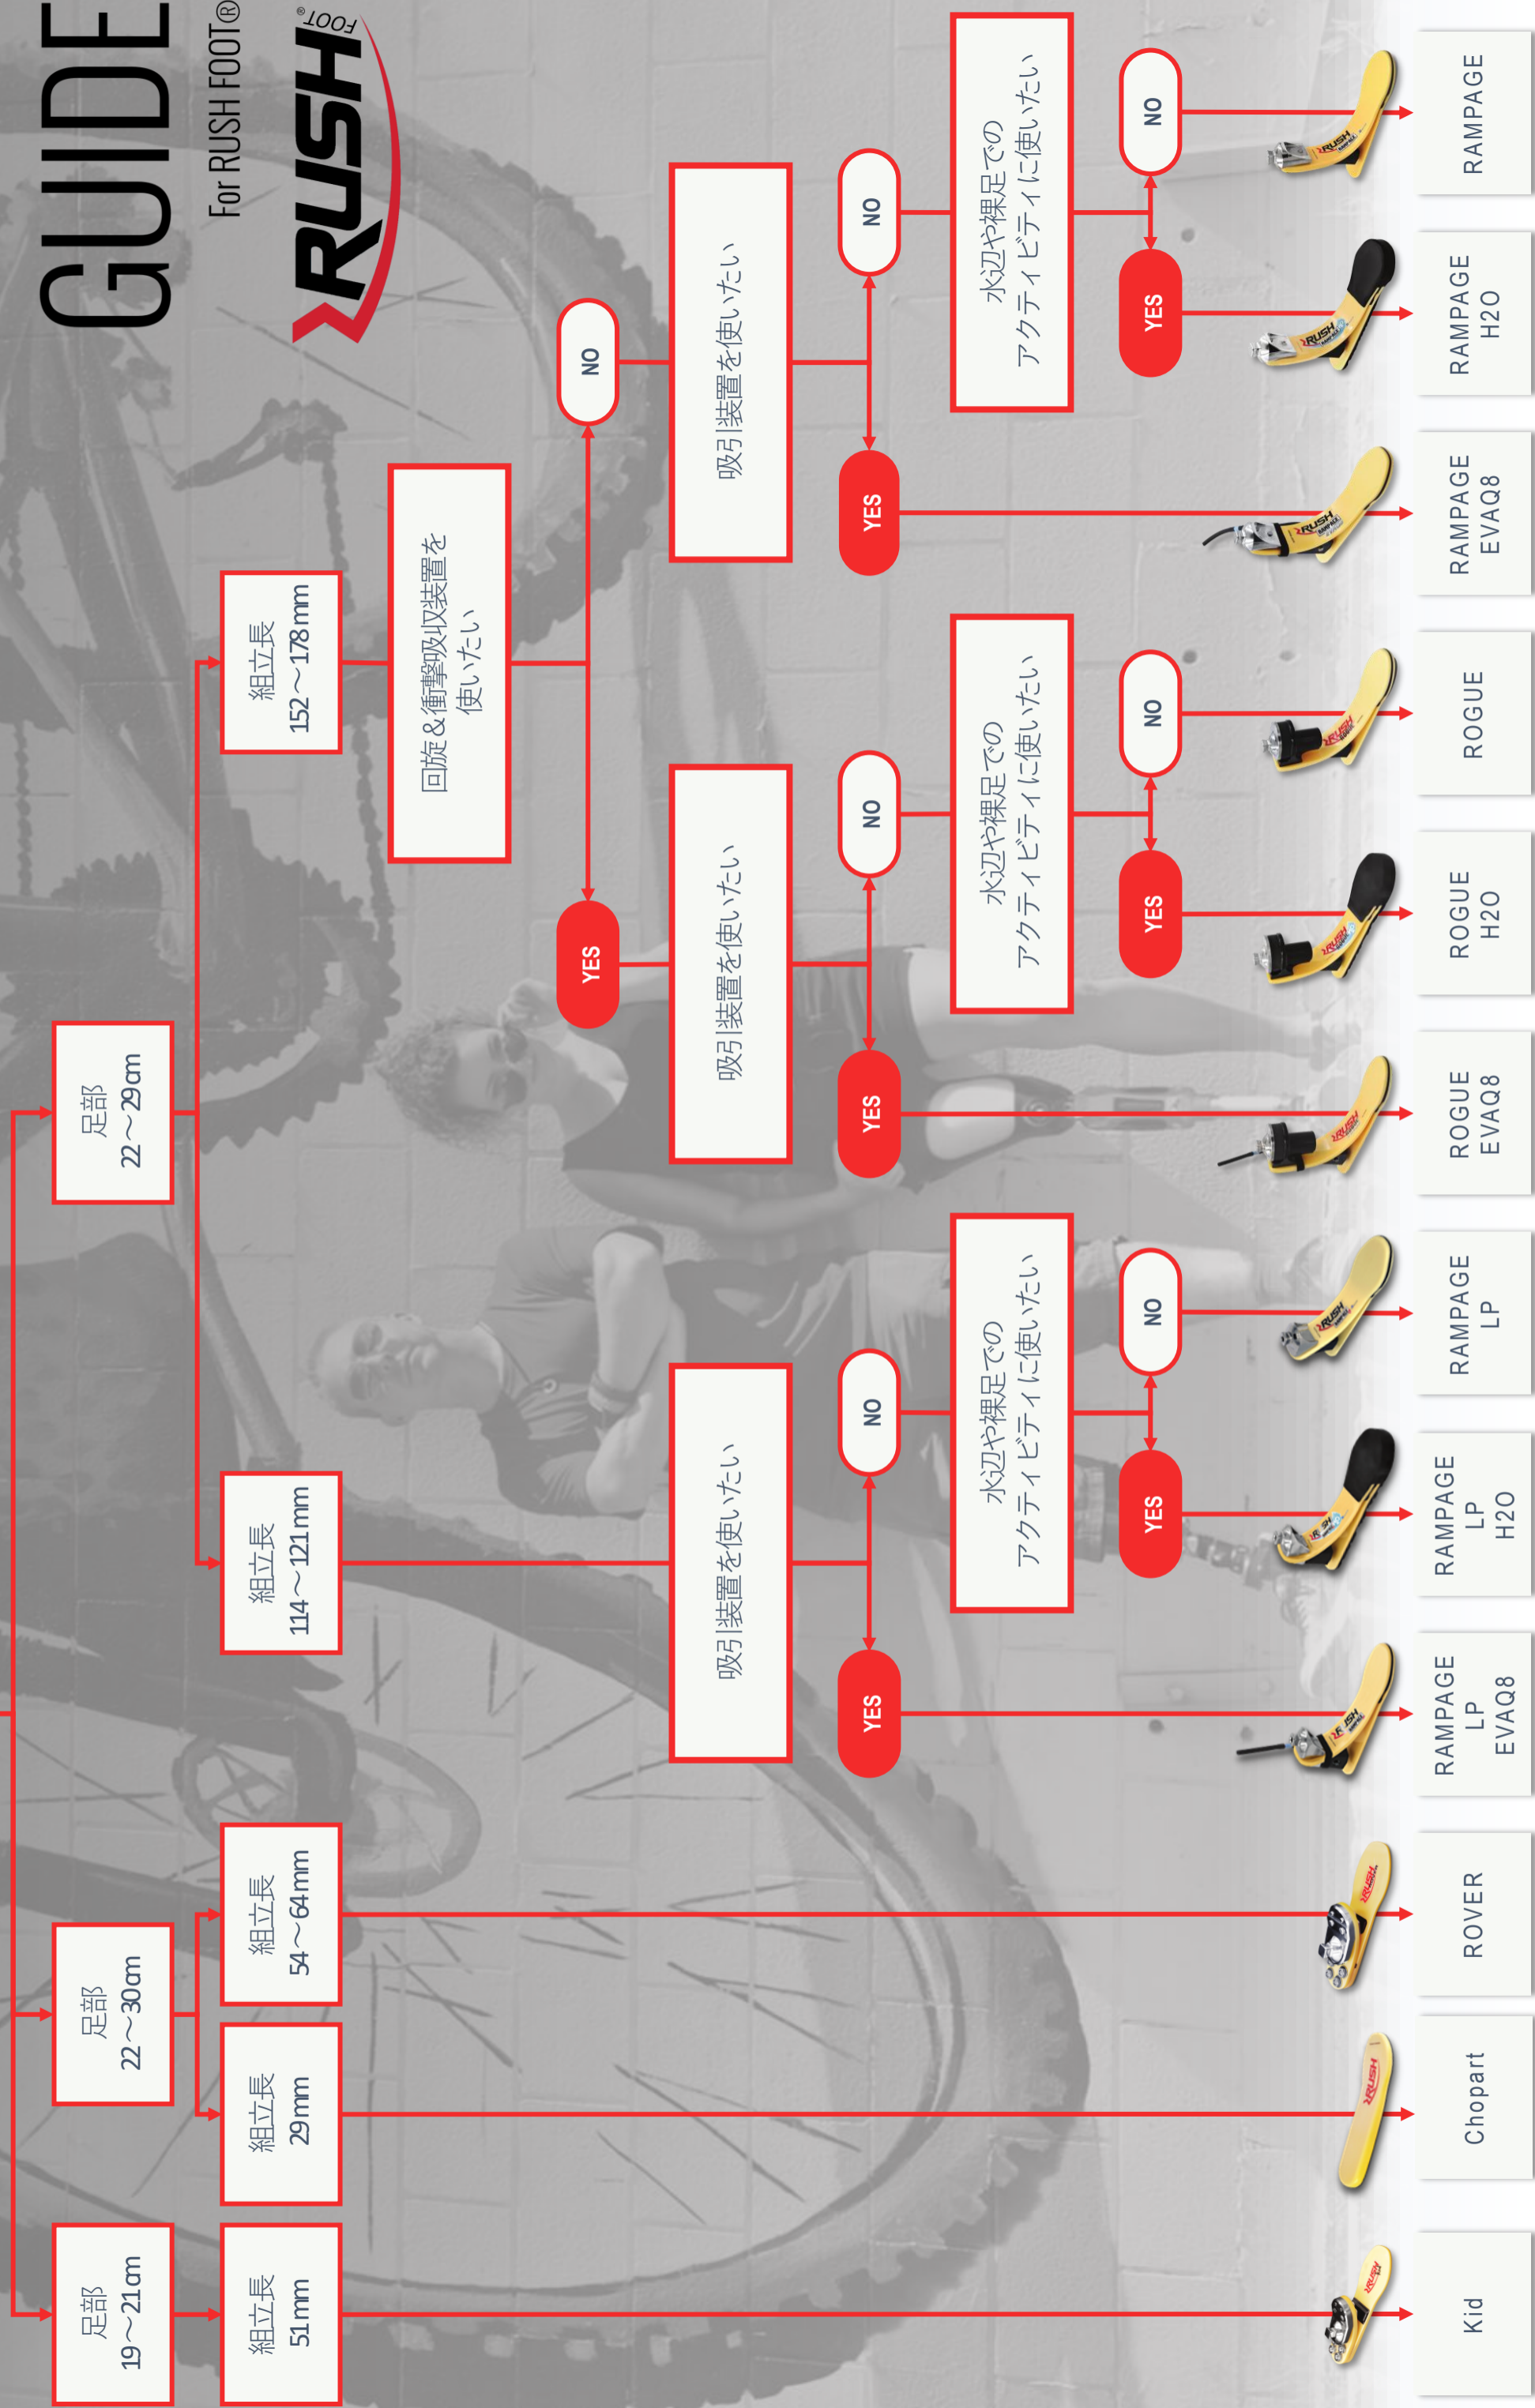 GUIDE
For RUSH FOOT®
RUSH
FOOT®
足部
19～21cm
足部
22～30cm
足部
22～29cm
組立長
51mm
組立長
29mm
組立長
54～64mm
組立長
114～121mm
組立長
152～178mm
回旋&衝撃吸収装置を
使いたい
YES
NO
吸引装置を使いたい
吸引装置を使いたい
吸引装置を使いたい
YES
NO
YES
NO
YES
NO
水辺や裸足での
アクティビティに使いたい
水辺や裸足での
アクティビティに使いたい
水辺や裸足での
アクティビティに使いたい
YES
NO
YES
NO
YES
NO
Kid
Chopart
ROVER
RAMPAGE
LP
EVAQ8
RAMPAGE
LP
H2O
RAMPAGE
LP
ROGUE
EVAQ8
ROGUE
H2O
ROGUE
RAMPAGE
EVAQ8
RAMPAGE
H2O
RAMPAGE